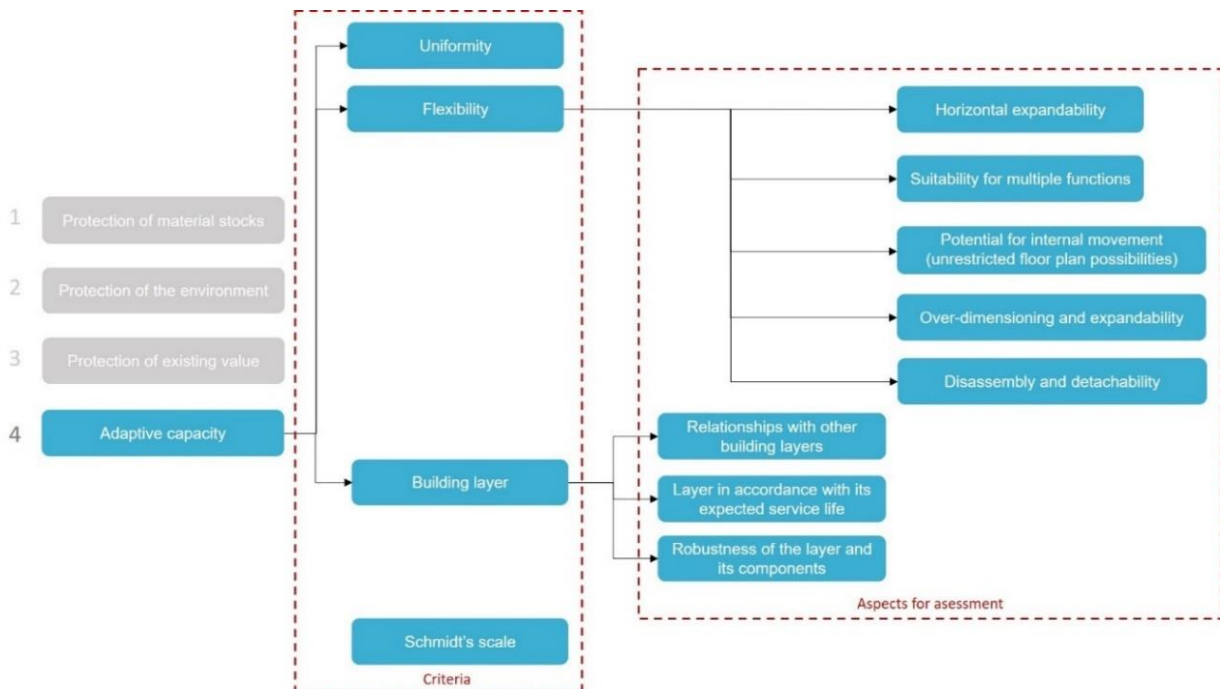 Uniformity
Flexibility
Horizontal expandability
Suitability for multiple functions
1
Protection of material stocks
Potential for internal movement
(unrestricted floor plan possibilities)
2
Protection of the environment
Over-dimensioning and expandability
3
Protection of existing value
Disassembly and detachability
4
Adaptive capacity
Relationships with other
building layers
Building layer
Layer in accordance with its
expected service life
Robustness of the layer and
its components
Aspects for asessment
Schmidt's scale
Criteria